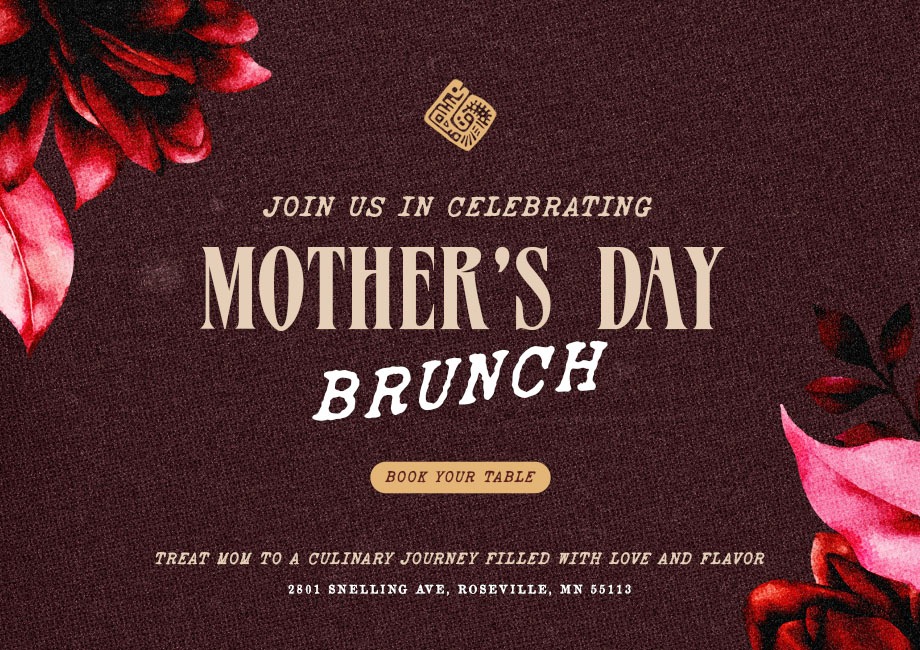 JOIN US IN CELEBRATING
MOTHER'S DAY
BRUNCH
BOOK YOUR TABLE
TREAT MOM TO A CULINARY JOURNEY FILLED WITH LOVE AND FLAVOR
2801 SNELLING AVE, ROSEVILLE, MN 55113